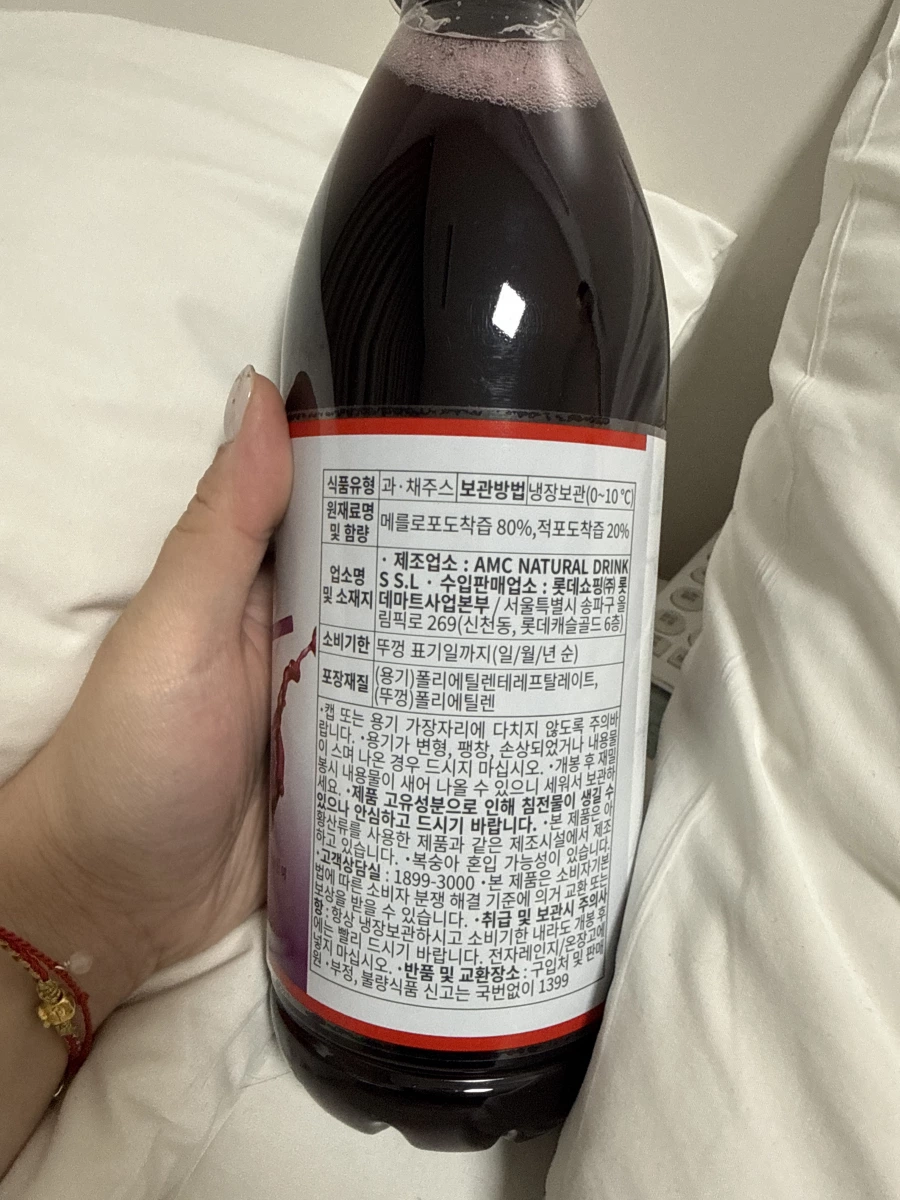 식품유형 과·채주스 보관방법 냉장보관(0~10℃)
원재료명 및 함량 메를로포도착즙 80%,적포도착즙 20%
업소명 및 소재지
· 제조업소 : AMC NATURAL DRINK
S S.L · 수입판매업소 : 롯데쇼핑㈜ 롯
데마트사업본부 / 서울특별시 송파구 올
림픽로 269(신천동, 롯데캐슬골드 6층)
소비기한 뚜껑 표기일까지(일/월/년 순)
포장재질
(용기)폴리에틸렌테레프탈레이트,
(뚜껑)폴리에틸렌
·캡 또는 용기 가장자리에 다치지 않도록 주의바
랍니다. ·용기가 변형, 팽창, 손상되었거나 내용물
이 스며 나온 경우 드시지 마십시오. ·개봉 후 재밀
봉시 내용물이 새어 나올 수 있으니 세워서 보관하
세요. ·제품 고유성분으로 인해 침전물이 생길 수
있으나 안심하고 드시기 바랍니다. ·본 제품은 아
황산류를 사용한 제품과 같은 제조시설에서 제조
하고 있습니다. ·복숭아 혼입 가능성이 있습니다.
·고객상담실 : 1899-3000 ·본 제품은 소비자기본
법에 따른 소비자 분쟁 해결 기준에 의거 교환 또는
보상을 받을 수 있습니다. ·취급 및 보관시 주의사
항 : 항상 냉장보관하시고 소비기한 내라도 개봉 후
에는 빨리 드시기 바랍니다. 전자레인지/온장고에
넣지 마십시오. ·반품 및 교환장소 : 구입처 및 판매
원 ·부정, 불량식품 신고는 국번없이 1399